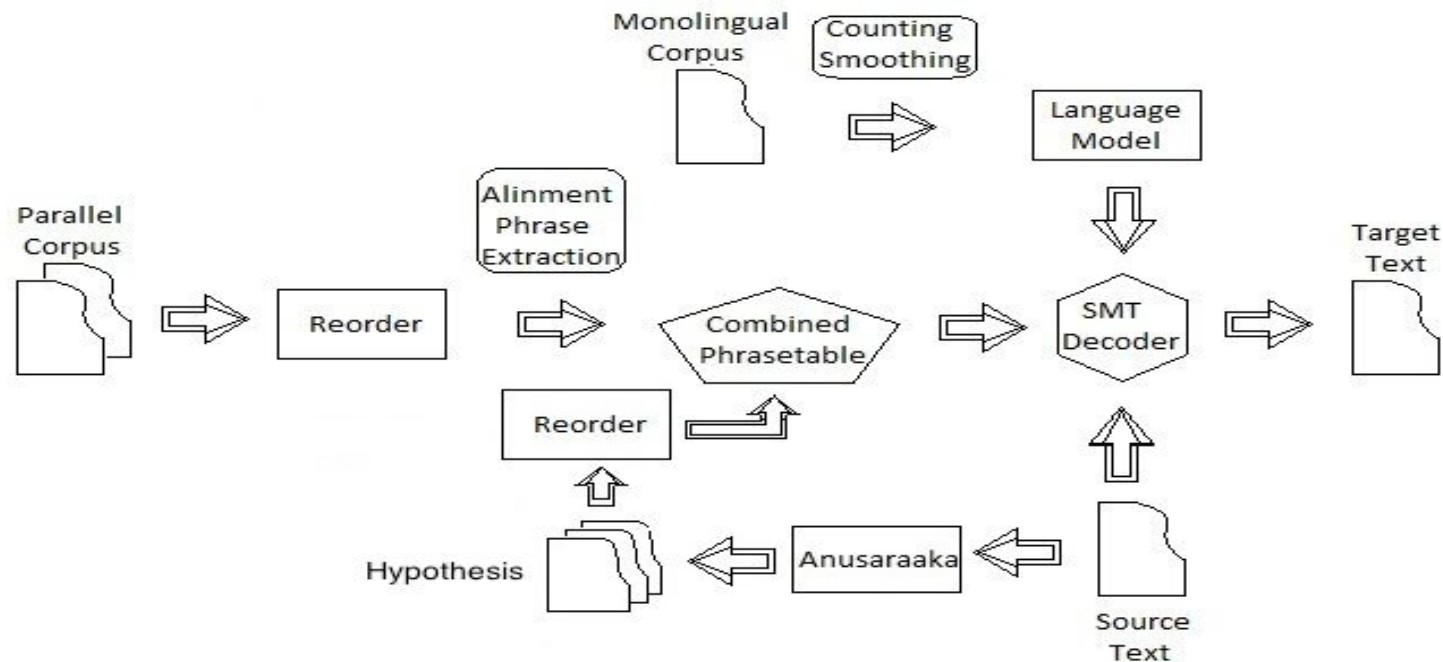 Monolingual
Corpus
Counting
Smoothing
Language
Model
Alinment
Phrase
Extraction
Parallel
Corpus
Target
Text
Reorder
Combined
Phrasetable
SMT
Decoder
Reorder
Hypothesis
Anusaraaka
Source
Text